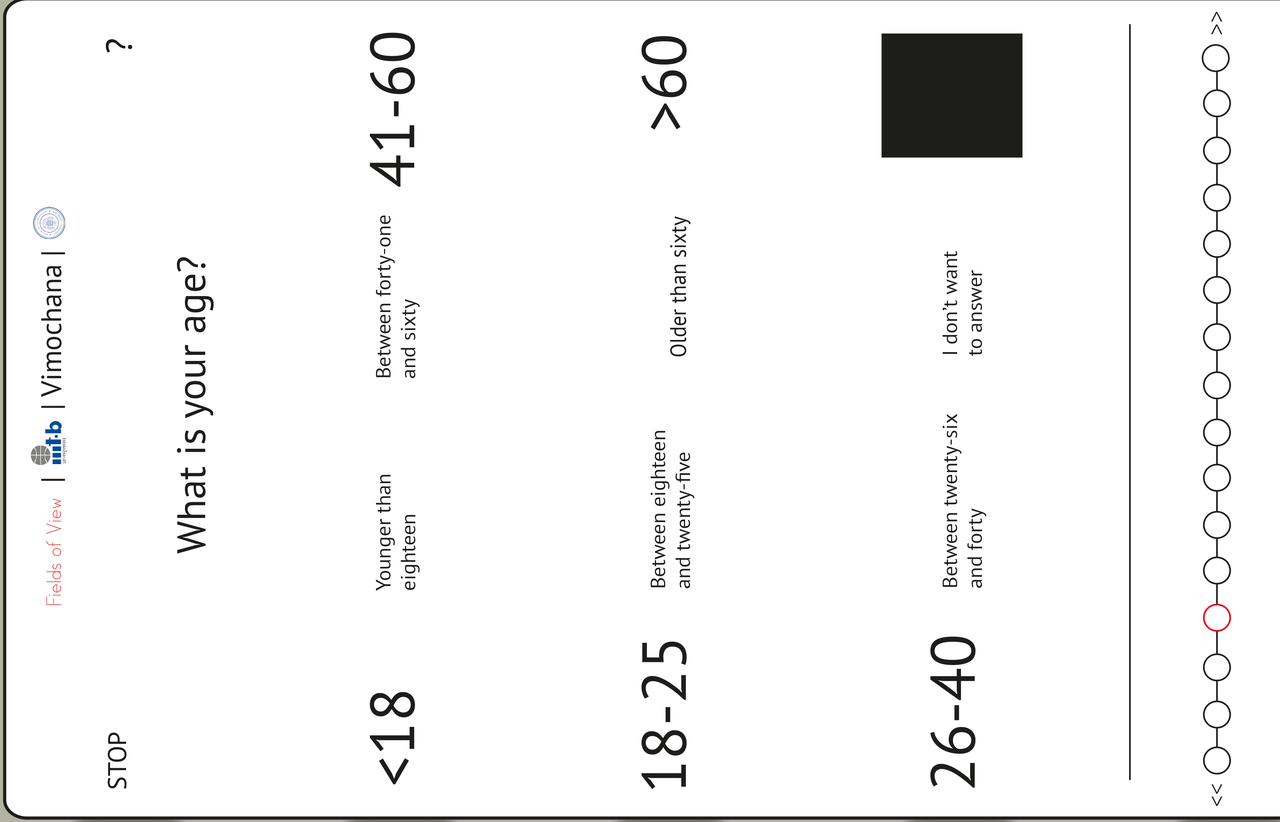 Fields of View | iiit-b | Vimochana |
STOP
?
What is your age?
<18
Younger than
eighteen
Between forty-one
and sixty
41-60
18-25
Between eighteen
and twenty-five
Older than sixty
>60
26-40
Between twenty-six
and forty
I don't want
to answer
<<
>>